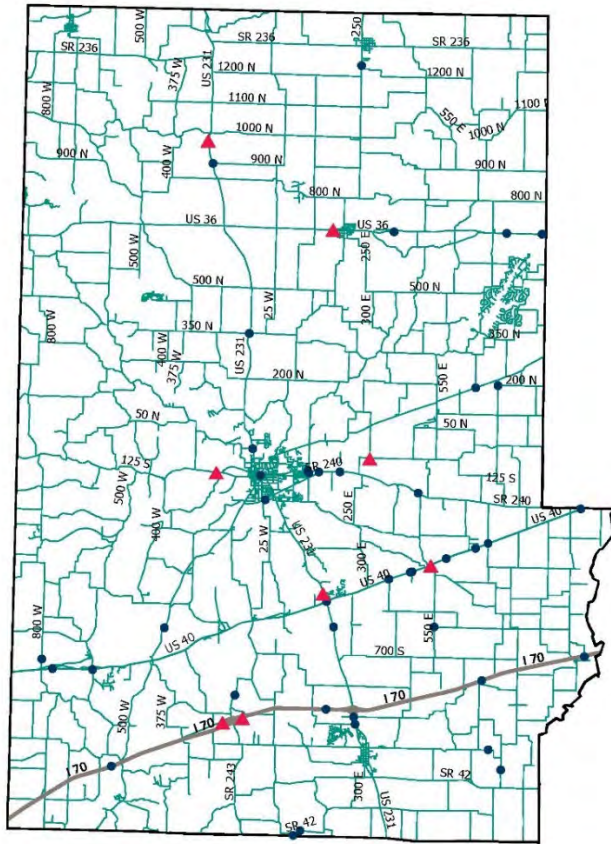 500 W
250
SR 236
SR 236
SR 236
375 W
US 231
1200 N
1200 N
800 W
1100 N
550 E
1100 N
1000 N
1000 N
900 N
400 W
900 N
900 N
800 N
800 N
US 36
US 36
500 W
250 E
500 N
25 W
500 N
300 E
800 W
350 N
350 N
400 W
375 W
US 231
200 N
550 E
200 N
50 N
50 N
125 S
SR 240
125 S
500 W
250 E
SR 240
400 W
25 W
US 231
US 40
300 E
US 40
800 W
US 40
550 E
700 S
500 W
375 W
I 70
I 70
I 70
I 70
SR 243
300 E
SR 42
US 231
SR 42